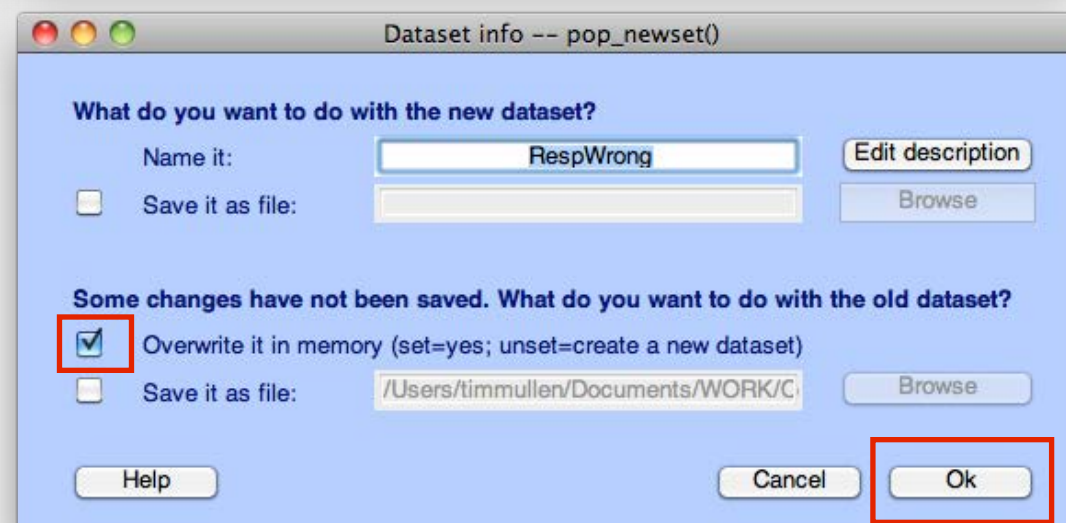 Dataset info -- pop_newset()
What do you want to do with the new dataset?
Name it: RespWrong Edit description
Save it as file: Browse
Some changes have not been saved. What do you want to do with the old dataset?
Overwrite it in memory (set=yes; unset=create a new dataset)
Save it as file: /Users/timmullen/Documents/WORK/C Browse
Help Cancel Ok